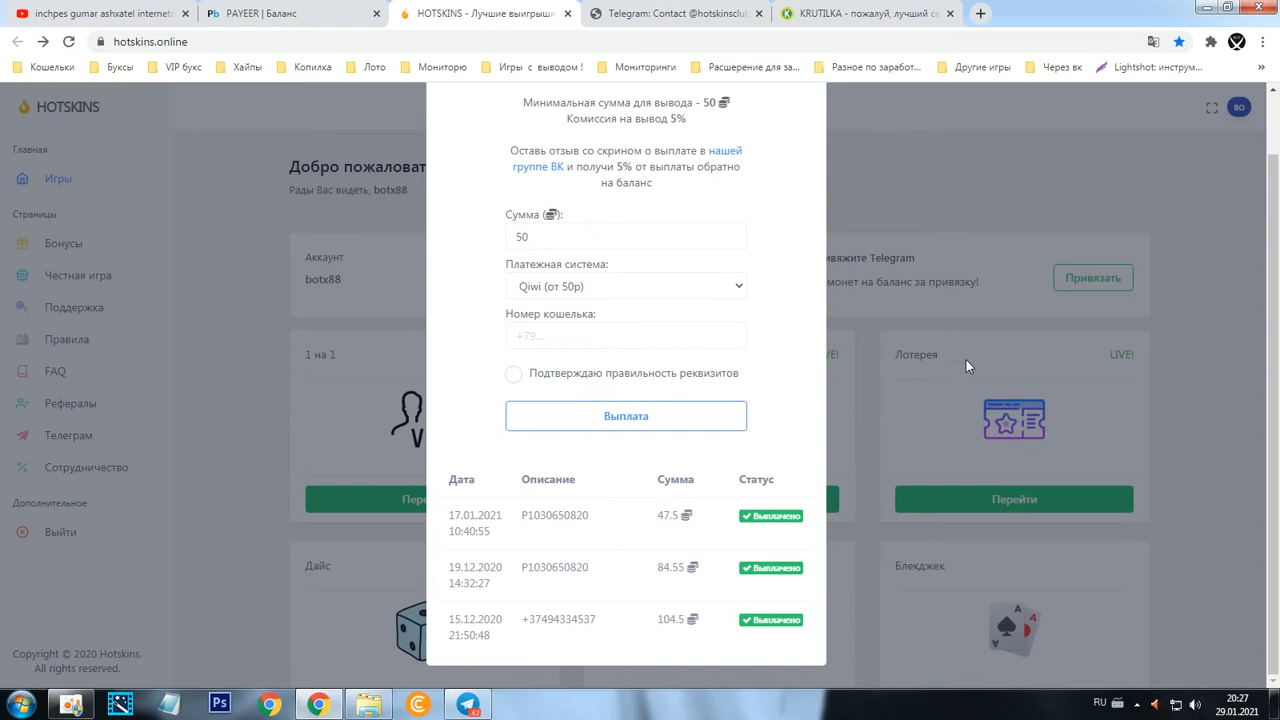 inchpes gumar ashxatel internetc
PAYEER | Баланс
HOTSKINS - Лучшие выигрыши
Telegram: Contact @hotskinsclub
KRUTILKA - пожалуй, лучший се
hotskins.online
Кошельки
Буксы
VIP букс
Хайпы
Копилка
Лото
Мониторю
Игры с выводом !
Мониторинги
Расшерение для за...
Разное по заработ...
Другие игры
Через вк
Lightshot: инструм...
»
HOTSKINS
BO
Главная
Игры
Страницы
Бонусы
Честная игра
Поддержка
Правила
FAQ
Рефералы
Телеграм
Сотрудничество
Дополнительное
Выйти
Copyright © Hotskins.
All rights reserved.
Добро пожаловат
Рады Вас видеть, botx88
Аккаунт
botx88
ивяжите Telegram
монет на баланс за привязку!
Привязать
1 на 1
V
Пере
VE!
Лотерея
LIVE!
Перейти
Дайс
Блекджек
A
A
Минимальная сумма для вывода - 50
Комиссия на вывод 5%
Оставь отзыв со скрином о выплате в нашей
группе ВК и получи 5% от выплаты обратно
на баланс
Сумма ( ):
50
Платежная система:
Qiwi (от 50р)
Номер кошелька:
+79...
Подтверждаю правильность реквизитов
Выплата
Дата Описание Сумма Статус
17.01.2021 P1030650820 47.5 Выплачено
10:40:55
19.12.2020 P1030650820 84.55 Выплачено
14:32:27
15.12.2020 +37494334537 104.5 Выплачено
21:50:48
RU
20:27
29.01.2021